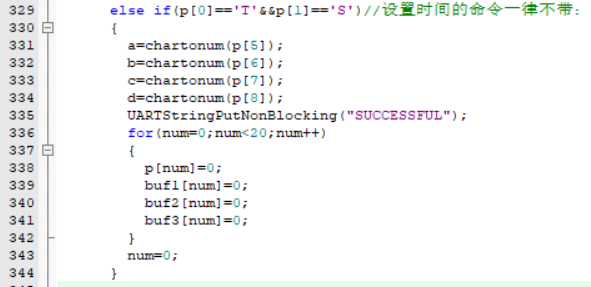 329 else if(p[0]=='T'&&p[1]=='S')//设置时间的命令一律不带：
330 {
331 a=chartonum(p[5]);
332 b=chartonum(p[6]);
333 c=chartonum(p[7]);
334 d=chartonum(p[8]);
335 UARTStringPutNonBlocking("SUCCESSFUL");
336 for(num=0;num<20;num++)
337 {
338 p[num]=0;
339 buf1[num]=0;
340 buf2[num]=0;
341 buf3[num]=0;
342 }
343 num=0;
344 }